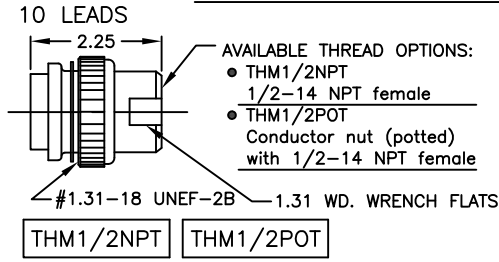 10 LEADS
2.25
AVAILABLE THREAD OPTIONS:
● THM1/2NPT
1/2-14 NPT female
● THM1/2POT
Conductor nut (potted)
with 1/2-14 NPT female
#1.31-18 UNEF-2B
1.31 WD. WRENCH FLATS
THM1/2NPT
THM1/2POT